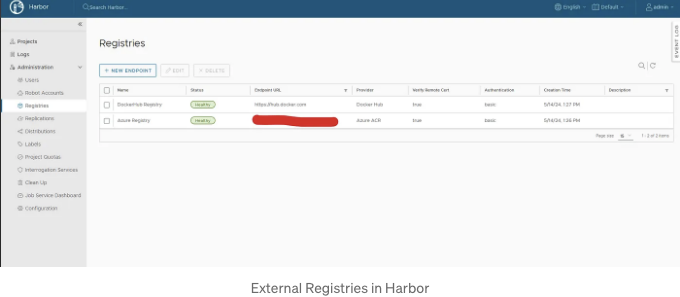 Harbor
Search Harbor...
English
Default
admin
EVENT LOG
«
Projects
Logs
Administration
Users
Robot Accounts
Registries
Replications
Distributions
Labels
Project Quotas
Interrogation Services
Clean Up
Job Service Dashboard
Configuration
Registries
+ NEW ENDPOINT
EDIT
× DELETE
Name Status Endpoint URL Provider Verify Remote Cert Authentication Creation Time Description
DockerHub Registry Healthy https://hub.docker.com Docker Hub true basic 5/14/24, 1:27 PM
Azure Registry Healthy Azure ACR true basic 5/14/24, 1:26 PM
Page size 15 1 - 2 of 2 items
External Registries in Harbor